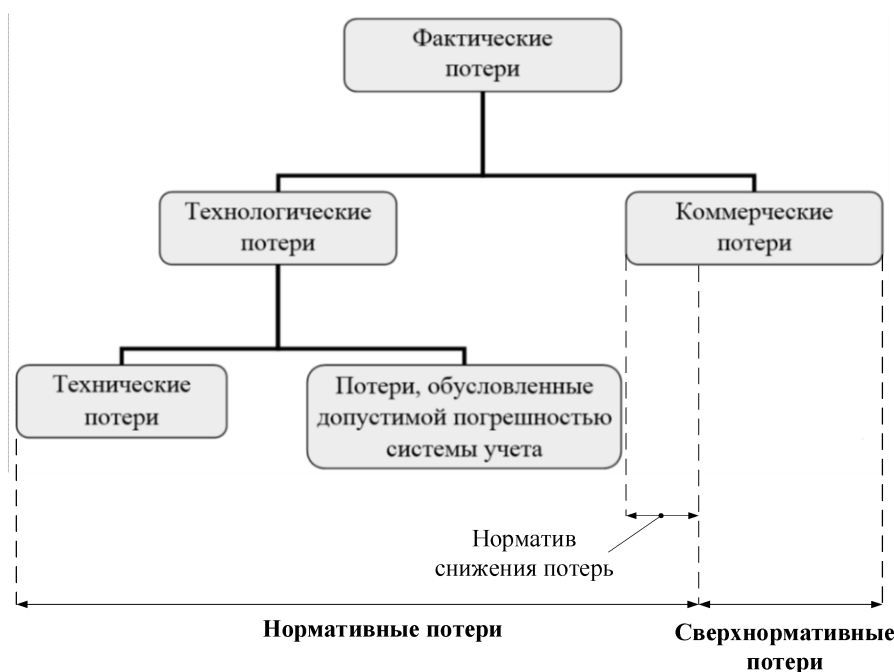 Фактические
потери
Технологические
потери
Коммерческие
потери
Технические
потери
Потери, обусловленные
допустимой погрешностью
системы учета
Норматив
снижения потерь
Нормативные потери
Сверхнормативные
потери